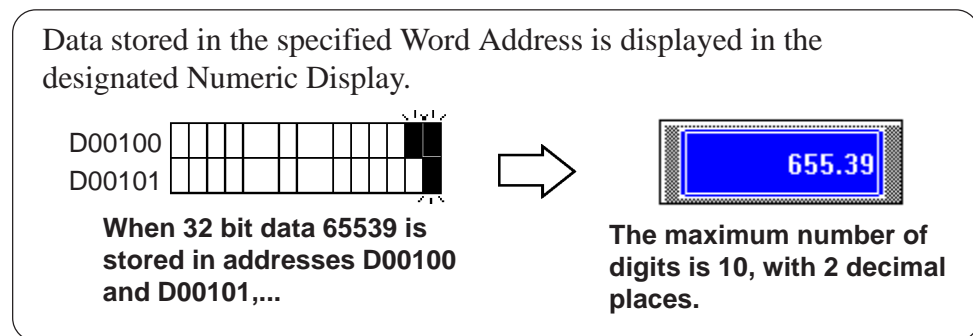 Data stored in the specified Word Address is displayed in the
designated Numeric Display.
D00100
D00101
655.39
When 32 bit data 65539 is
stored in addresses D00100
and D00101,...
The maximum number of
digits is 10, with 2 decimal
places.